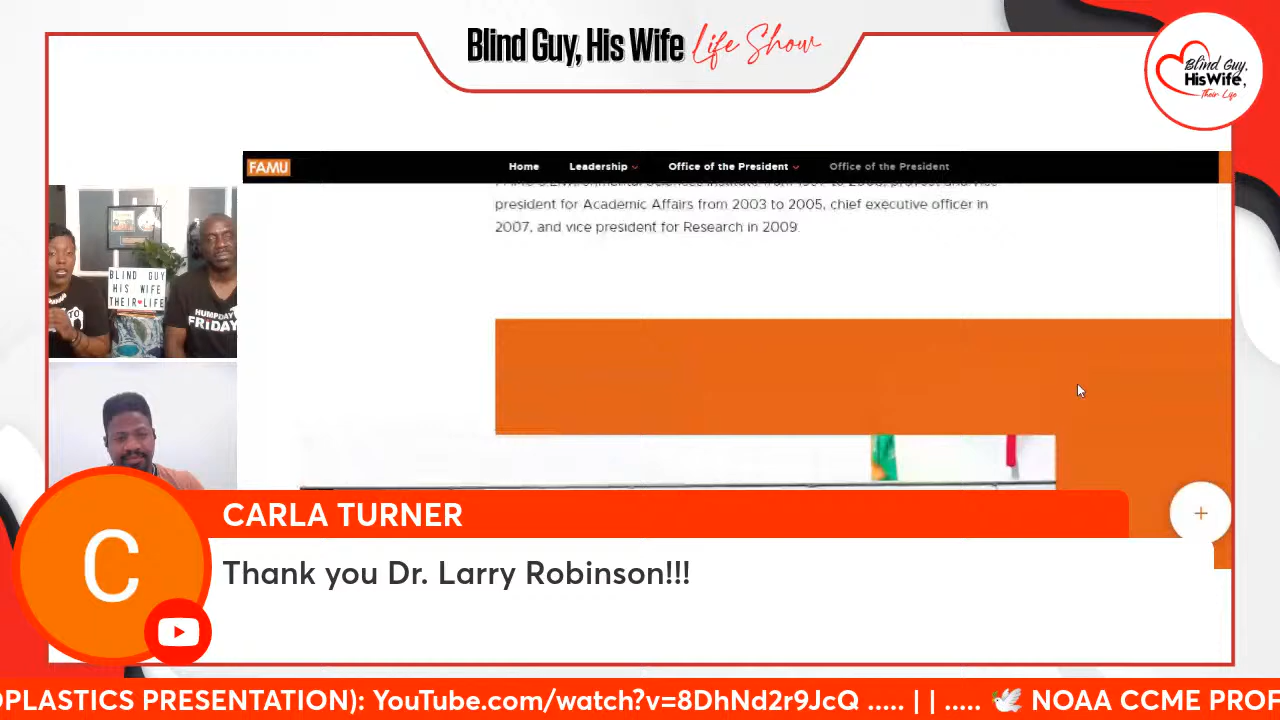 Blind Guy, His Wife Life Show
Blind Guy,
His Wife,
Their Life
FAMU
Home
Leadership
Office of the President
Office of the President
president for Academic Affairs from 2003 to 2005, chief executive officer in
2007, and vice president for Research in 2009.
BLIND GUY
HIS WIFE
THEIR LIFE
TO
HUMPDAY
FRIDAY
C
CARLA TURNER
Thank you Dr. Larry Robinson!!!
OPLASTICS PRESENTATION): YouTube.com/watch?v=8DhNd2r9JcQ ..... | | ..... 🕊️ NOAA CCME PROF